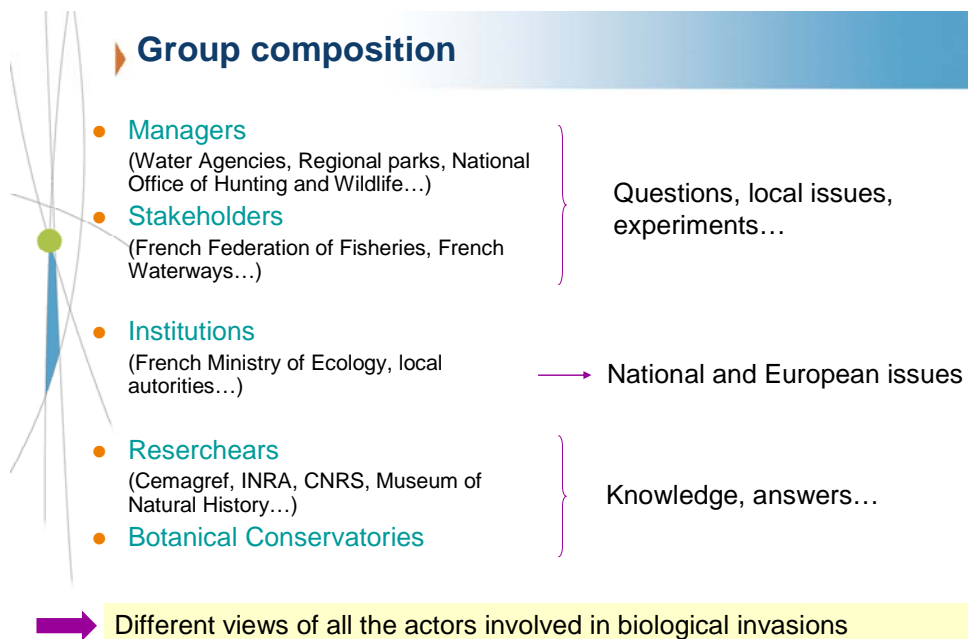 Group composition
Managers
(Water Agencies, Regional parks, National
Office of Hunting and Wildlife…)
Stakeholders
(French Federation of Fisheries, French
Waterways…)
Questions, local issues,
experiments…
Institutions
(French Ministry of Ecology, local
autorities…)
National and European issues
Reserchears
(Cemagref, INRA, CNRS, Museum of
Natural History…)
Botanical Conservatories
Knowledge, answers…
Different views of all the actors involved in biological invasions